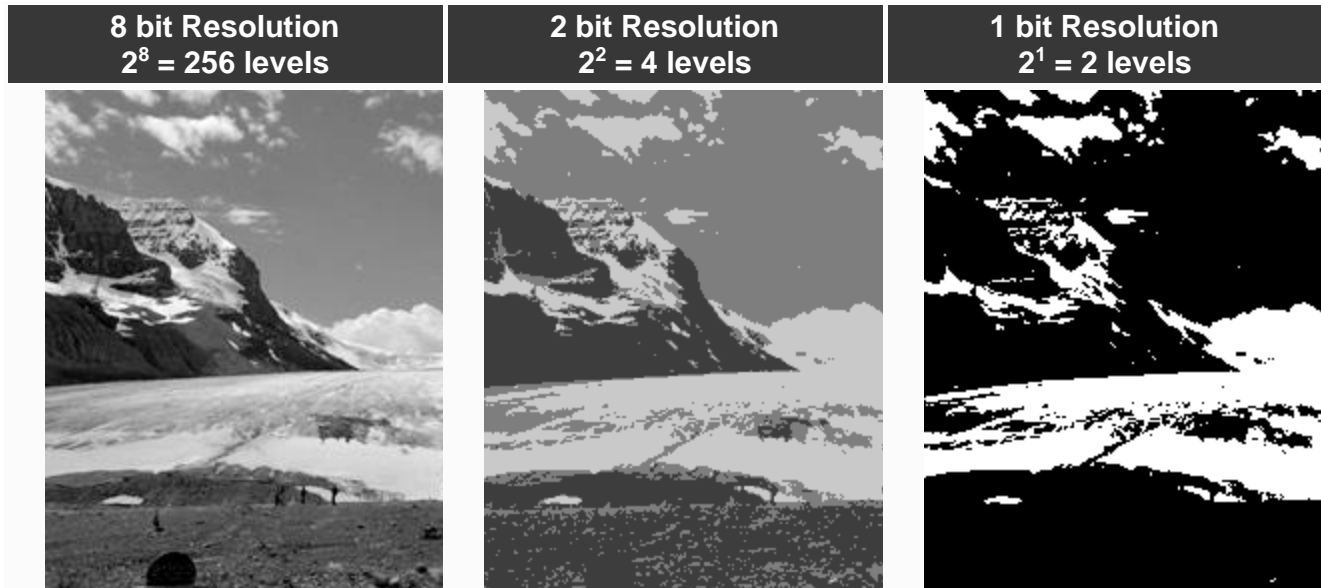 8 bit Resolution
2⁸ = 256 levels
2 bit Resolution
2² = 4 levels
1 bit Resolution
2¹ = 2 levels